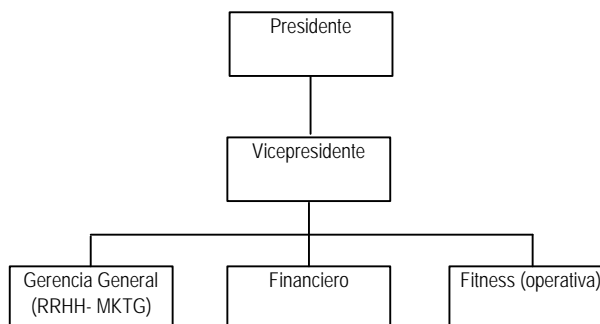 Presidente
Vicepresidente
Gerencia General
(RRHH- MKTG)
Financiero
Fitness (operativa)